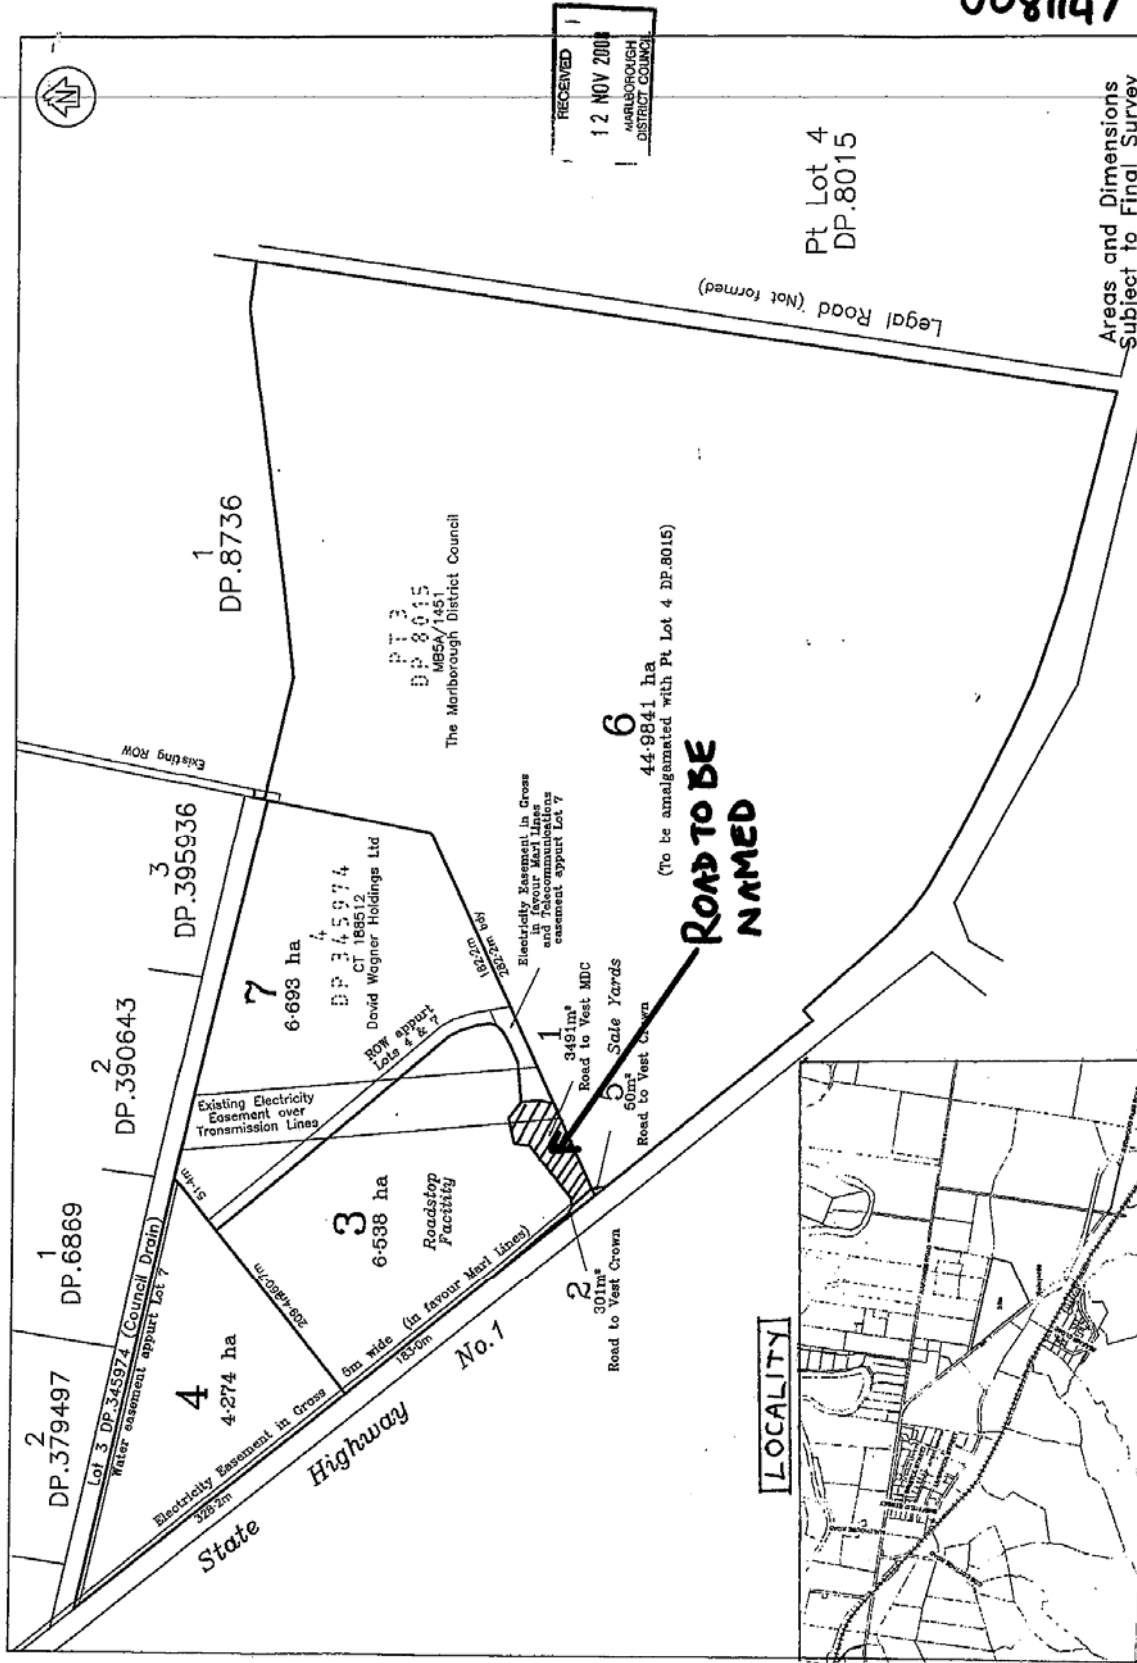 0081147
RECEIVED
12 NOV 2008
MARLBOROUGH
DISTRICT COUNCIL
Areas and Dimensions
Subject to Final Survey
Pt Lot 4
DP.8015
Legal Road (Not formed)
1
DP.8736
PT 3
DP 8015
MB5A/1451
The Marlborough District Council
6
44·9841 ha
(To be amalgamated with Pt Lot 4 DP.8015)
ROAD TO BE
NAMED
Existing ROW
3
DP.395936
2
DP.390643
1
DP.6869
2
DP.379497
Lot 3 DP.345974 (Council Drain)
Water easement appurt Lot 7
7
6·693 ha
4
DP 345974
CT 188512
David Wagner Holdings Ltd
182·2m
282·2m bdy
Electricity Easement in Gross
in favour Marl Lines
and Telecommunications
easement appurt Lot 7
ROW appurt
Lots 4 & 7
Existing Electricity
Easement over
Transmission Lines
1
3491m²
Road to Vest MDC
5
50m²
Road to Vest Crown
Sale Yards
51·4m
3
6·538 ha
Roadstop
Facility
2
301m²
Road to Vest Crown
4
4·274 ha
Electricity Easement in Gross
5m wide (in favour Marl Lines)
183·0m
328·2m
State
Highway
No.1
LOCALITY